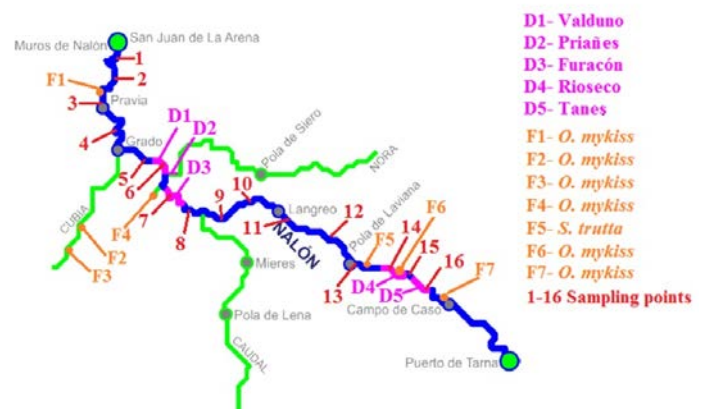 San Juan de La Arena
Muros de Nalón
1
2
F1
3
Pravia
4
Grado
D1
D2
D3
5
6
7
F4
8
CUBIA
F2
F3
Pola de Siero
NORA
9
10
Langreo
11
NALÓN
12
Mieres
Pola de Lena
CAUDAL
Pola de Laviana
13
F5
14
F6
15
D4
D5
16
F7
Campo de Caso
Puerto de Tarna
D1- Valduno
D2- Priañes
D3- Furacón
D4- Rioseco
D5- Tanes
F1- O. mykiss
F2- O. mykiss
F3- O. mykiss
F4- O. mykiss
F5- S. trutta
F6- O. mykiss
F7- O. mykiss
1-16 Sampling points